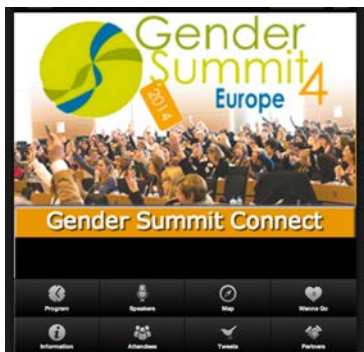 Gender
Summit
4
Europe
2014
Gender Summit Connect
Program Speakers Map Wanna Go
Information Attendees Tweets Partners